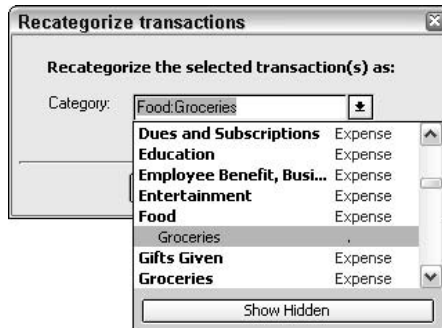 Recategorize transactions
Recategorize the selected transaction(s) as:
Category: Food:Groceries
Dues and Subscriptions Expense
Education Expense
Employee Benefit, Busi... Expense
Entertainment Expense
Food Expense
Groceries .
Gifts Given Expense
Groceries Expense
Show Hidden